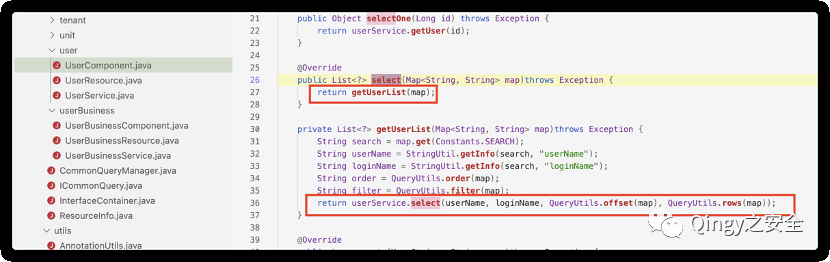 tenant
unit
user
UserComponent.java
UserResource.java
UserService.java
userBusiness
UserBusinessComponent.java
UserBusinessResource.java
UserBusinessService.java
CommonQueryManager.java
ICommonQuery.java
InterfaceContainer.java
ResourceInfo.java
utils
AnnotationUtils.java
21 public Object selectOne(Long id) throws Exception {
22 return userService.getUser(id);
23 }
24
25 @Override
26 public List<?> select(Map<String, String> map)throws Exception {
27 return getUserList(map);
28 }
29
30 private List<?> getUserList(Map<String, String> map)throws Exception {
31 String search = map.get(Constants.SEARCH);
32 String userName = StringUtil.getInfo(search, "userName");
33 String loginName = StringUtil.getInfo(search, "loginName");
34 String order = QueryUtils.order(map);
35 String filter = QueryUtils.filter(map);
36 return userService.select(userName, loginName, QueryUtils.offset(map), QueryUtils.rows(map));
37 }
38
39 @Override
Qingy之安全